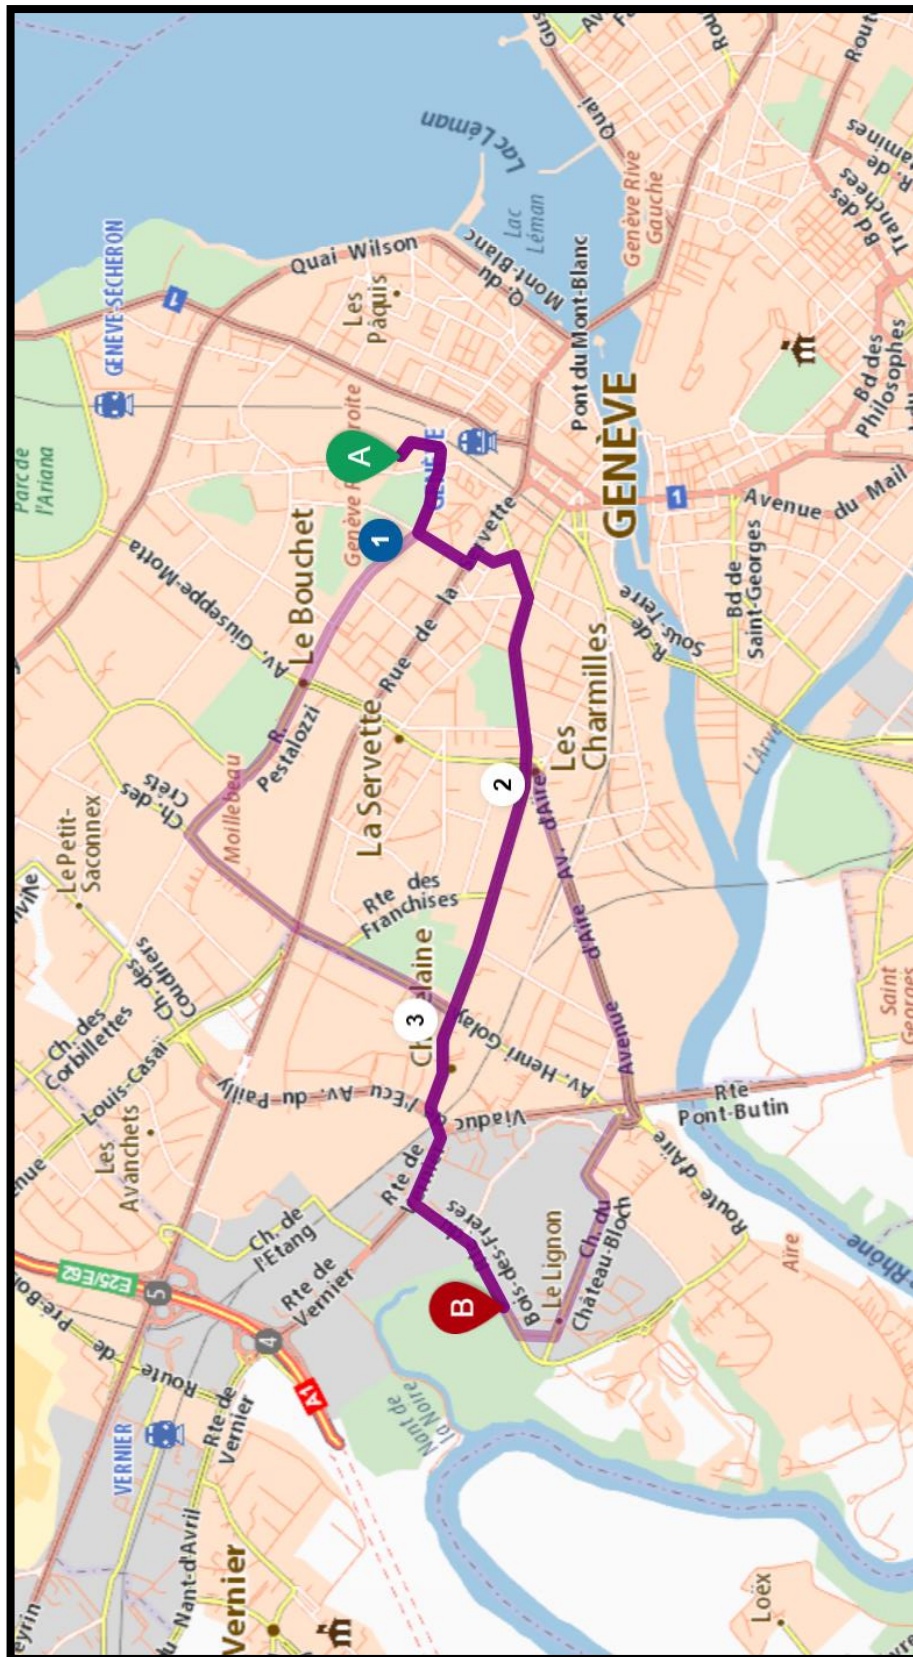 Vernier
Loëx
du Nant-d'Avril
VERNIER
Rte de
Vernier
Route de Pré-Bois
A1
4
5
E25/E62
Nant de
la Noire
Rte de
Vernier
Ch. de
l'Etang
Les
Avanchets
Louis-Casaï
Ch. des
Corbillettes
Ch. des
Coudriers
Le Petit-
Saconnex
Ch. des
Crêts
Moillebeau
Av. du Pailly
l'Ecu
Viaduc
Rte de
Bois-des-Frères
B
Le Lignon
Ch. du
Château-Bloch
Aïre
Route d'Aïre
Rte
Pont-Butin
Rhône
Av. Henri Golay
3
Rte des
Franchises
Avenue
d'Aïre
Av. d'Aïre
Saint
Georges
L'Arve
2
Les
Charmilles
La Servette
Rue de la
R.
Pestalozzi
Le Bouchet
Av. Giuseppe-Motta
Parc de
l'Ariana
GENÈVE-SÉCHERON
1
A
1
GENÈVE
Les
Pâquis
Quai Wilson
Q. du
Mont-Blanc
Lac
Léman
Lac Léman
Pont du Mont-Blanc
GENÈVE
R. de
Sous-Terre
Bd de
Saint-Georges
1
Avenue du Mail
Bd des
Philosophes
Genève Rive
Gauche
Quai
Bd des
Tranchées
R. de
Route